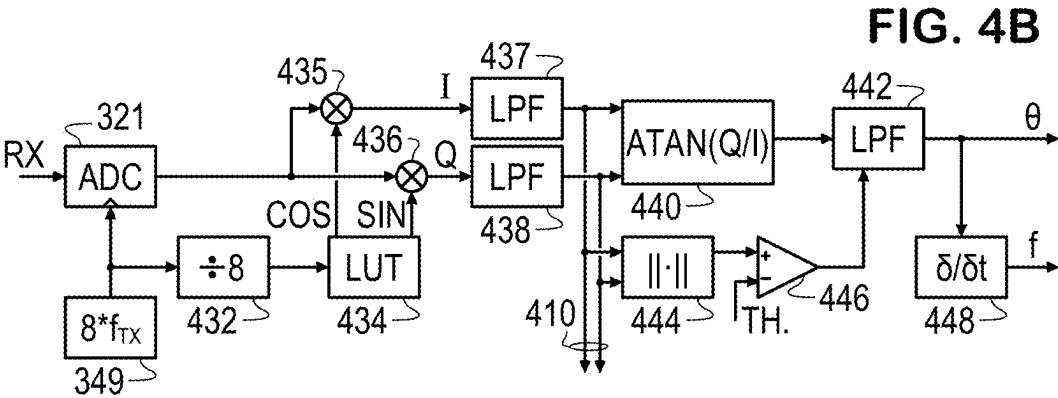 FIG. 4B
437
435
I
LPF
442
321
436
ATAN(Q/I)
LPF
θ
RX
ADC
Q
LPF
440
COS
SIN
438
÷8
LUT
||·||
+
−
δ/δt
f
432
434
410
444
TH.
446
448
8*fTX
349